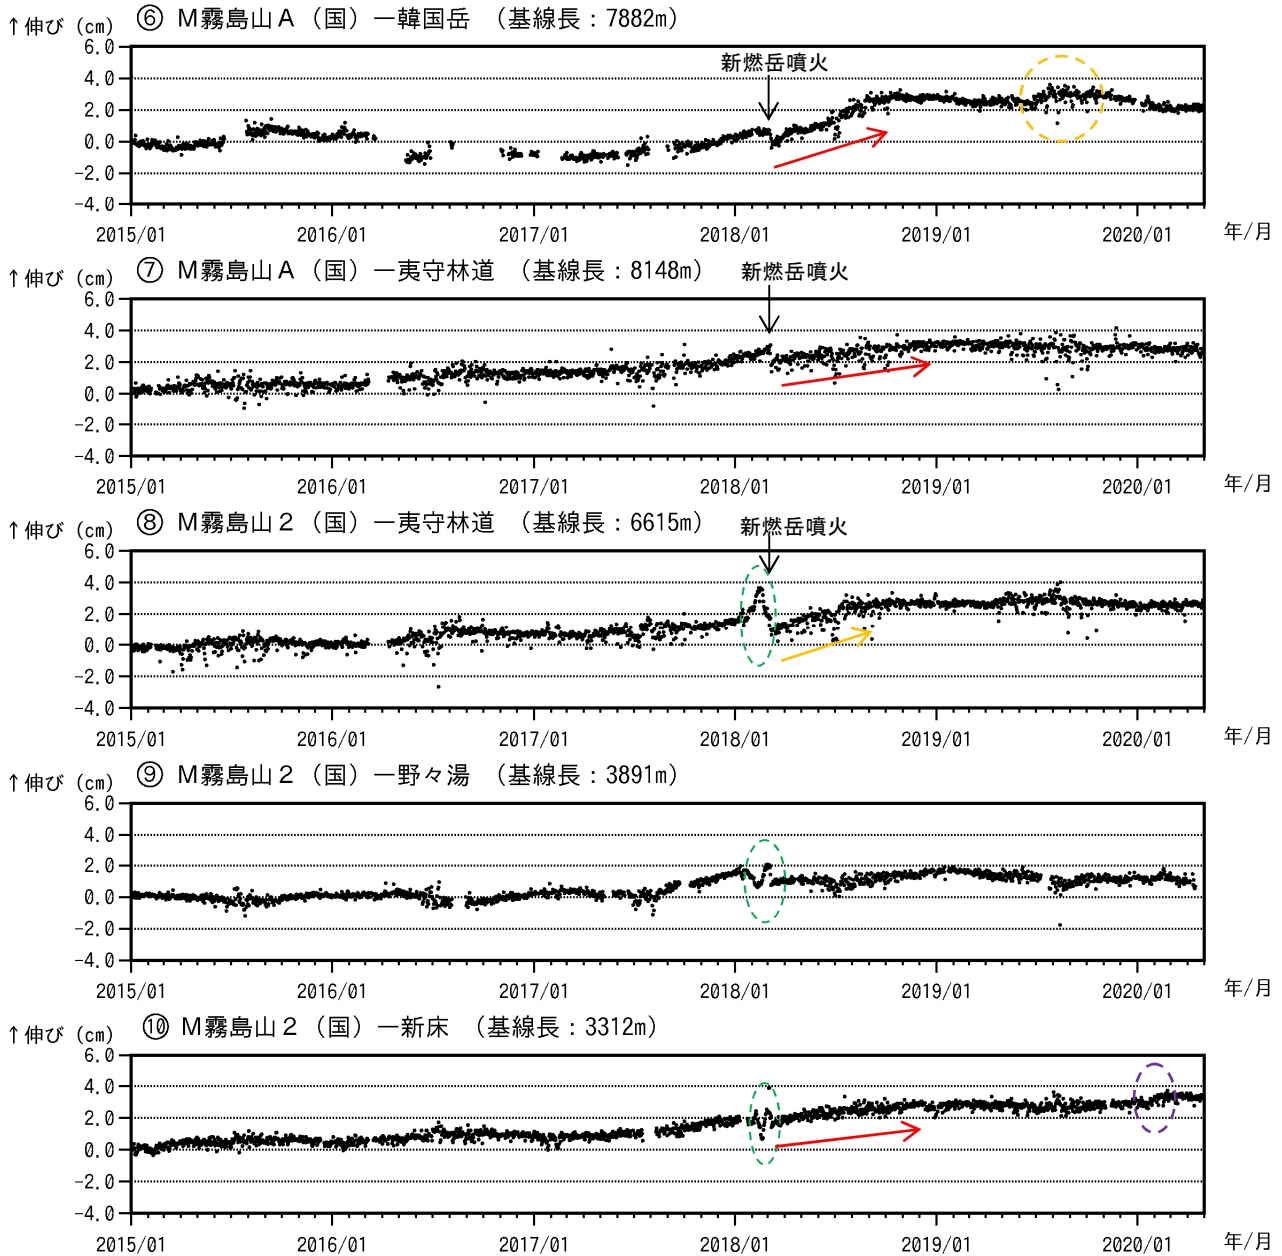 ⑥ M霧島山A（国）―韓国岳 （基線長：7882m）
↑伸び (cm)
新燃岳噴火
6.0
4.0
2.0
0.0
-2.0
-4.0
2015/01 2016/01 2017/01 2018/01 2019/01 2020/01 年/月
⑦ M霧島山A（国）―夷守林道 （基線長：8148m）
↑伸び (cm)
新燃岳噴火
6.0
4.0
2.0
0.0
-2.0
-4.0
2015/01 2016/01 2017/01 2018/01 2019/01 2020/01 年/月
⑧ M霧島山2（国）―夷守林道 （基線長：6615m）
↑伸び (cm)
新燃岳噴火
6.0
4.0
2.0
0.0
-2.0
-4.0
2015/01 2016/01 2017/01 2018/01 2019/01 2020/01 年/月
⑨ M霧島山2（国）―野々湯 （基線長：3891m）
↑伸び (cm)
6.0
4.0
2.0
0.0
-2.0
-4.0
2015/01 2016/01 2017/01 2018/01 2019/01 2020/01 年/月
⑩ M霧島山2（国）―新床 （基線長：3312m）
↑伸び (cm)
6.0
4.0
2.0
0.0
-2.0
-4.0
2015/01 2016/01 2017/01 2018/01 2019/01 2020/01 年/月